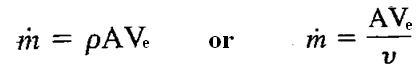 ṁ = ρAVₑ or ṁ = AVₑ / υ